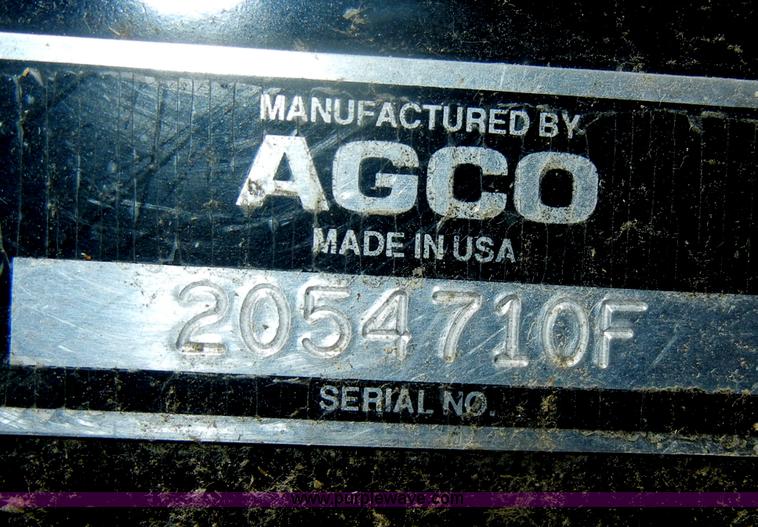 MANUFACTURED BY
AGCO
MADE IN USA
2054710F
SERIAL NO.
www.purplewave.com